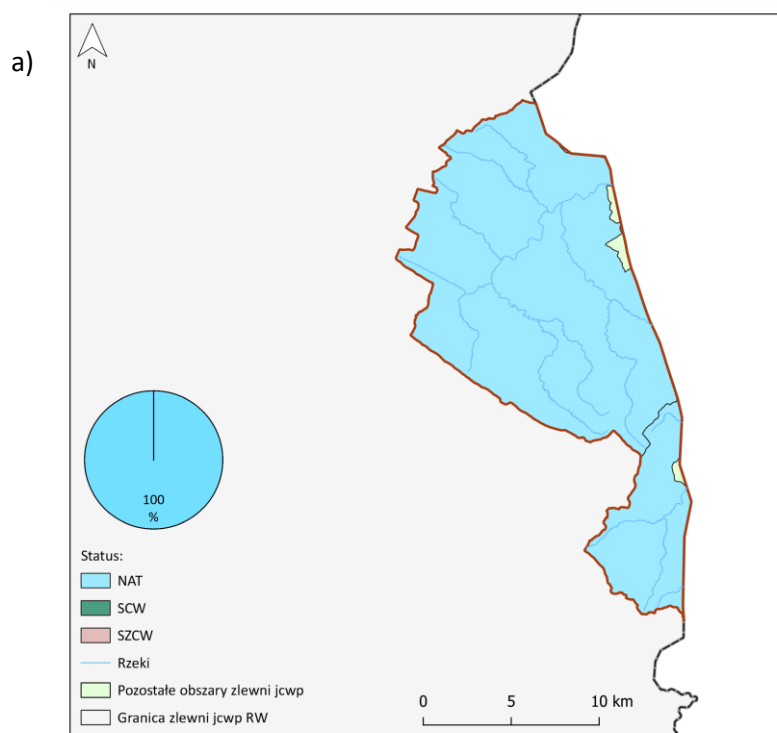 a)
N
100
%
Status:
NAT
SCW
SZCW
Rzeki
Pozostałe obszary zlewni jcwp
Granica zlewni jcwp RW
0 5 10 km